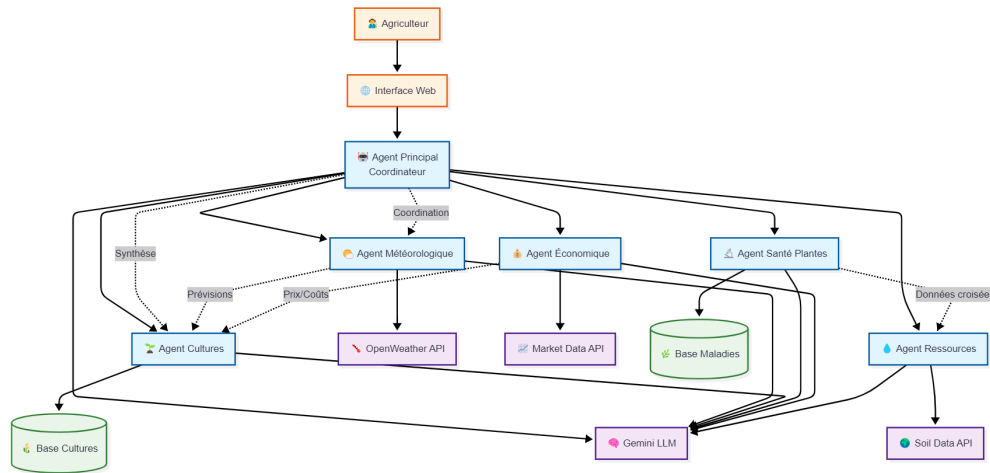 Agriculteur
Interface Web
Agent Principal
Coordinateur
Coordination
Synthèse
Agent Météorologique
Agent Économique
Agent Santé Plantes
Prévisions
Prix/Coûts
Données croisée
Agent Cultures
OpenWeather API
Market Data API
Base Maladies
Agent Ressources
Base Cultures
Gemini LLM
Soil Data API